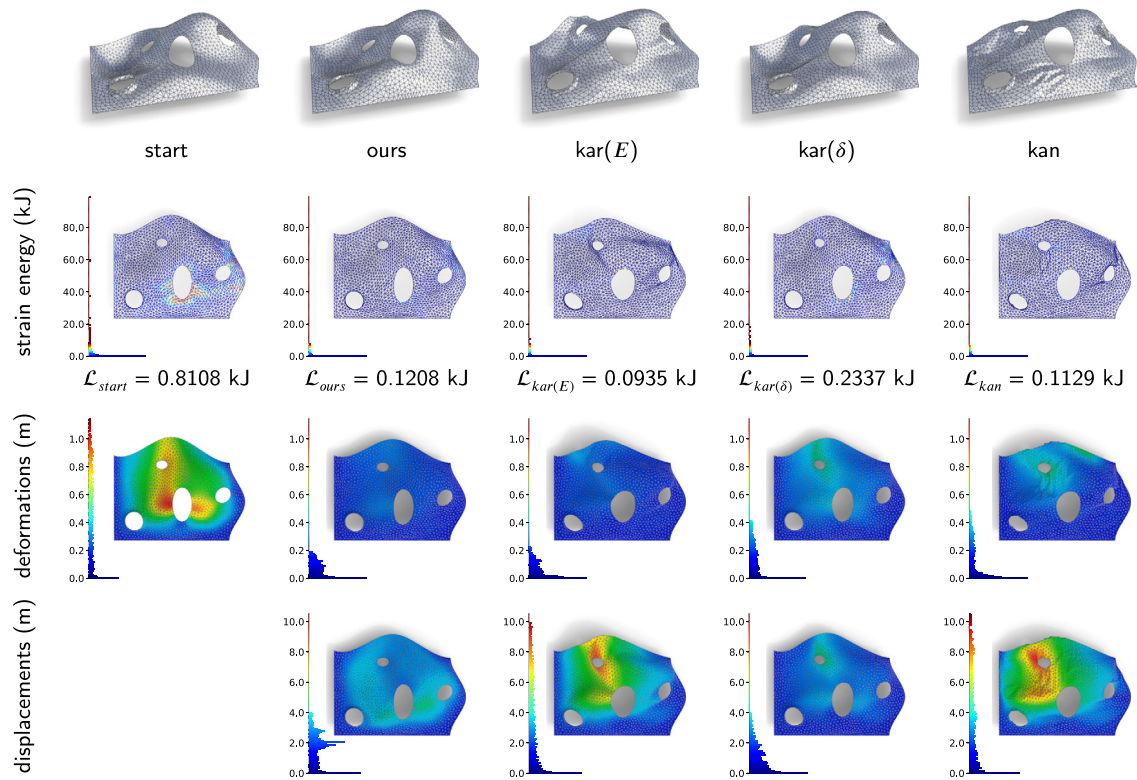 start ours kar(E) kar(δ) kan
strain energy (kJ)
80.0 80.0 80.0 80.0 80.0
60.0 60.0 60.0 60.0 60.0
40.0 40.0 40.0 40.0 40.0
20.0 20.0 20.0 20.0 20.0
0.0 0.0 0.0 0.0 0.0
ℒstart = 0.8108 kJ ℒours = 0.1208 kJ ℒkar(E) = 0.0935 kJ ℒkar(δ) = 0.2337 kJ ℒkan = 0.1129 kJ
deformations (m)
1.0 1.0 1.0 1.0 1.0
0.8 0.8 0.8 0.8 0.8
0.6 0.6 0.6 0.6 0.6
0.4 0.4 0.4 0.4 0.4
0.2 0.2 0.2 0.2 0.2
0.0 0.0 0.0 0.0 0.0
displacements (m)
10.0 10.0 10.0 10.0
8.0 8.0 8.0 8.0
6.0 6.0 6.0 6.0
4.0 4.0 4.0 4.0
2.0 2.0 2.0 2.0
0.0 0.0 0.0 0.0